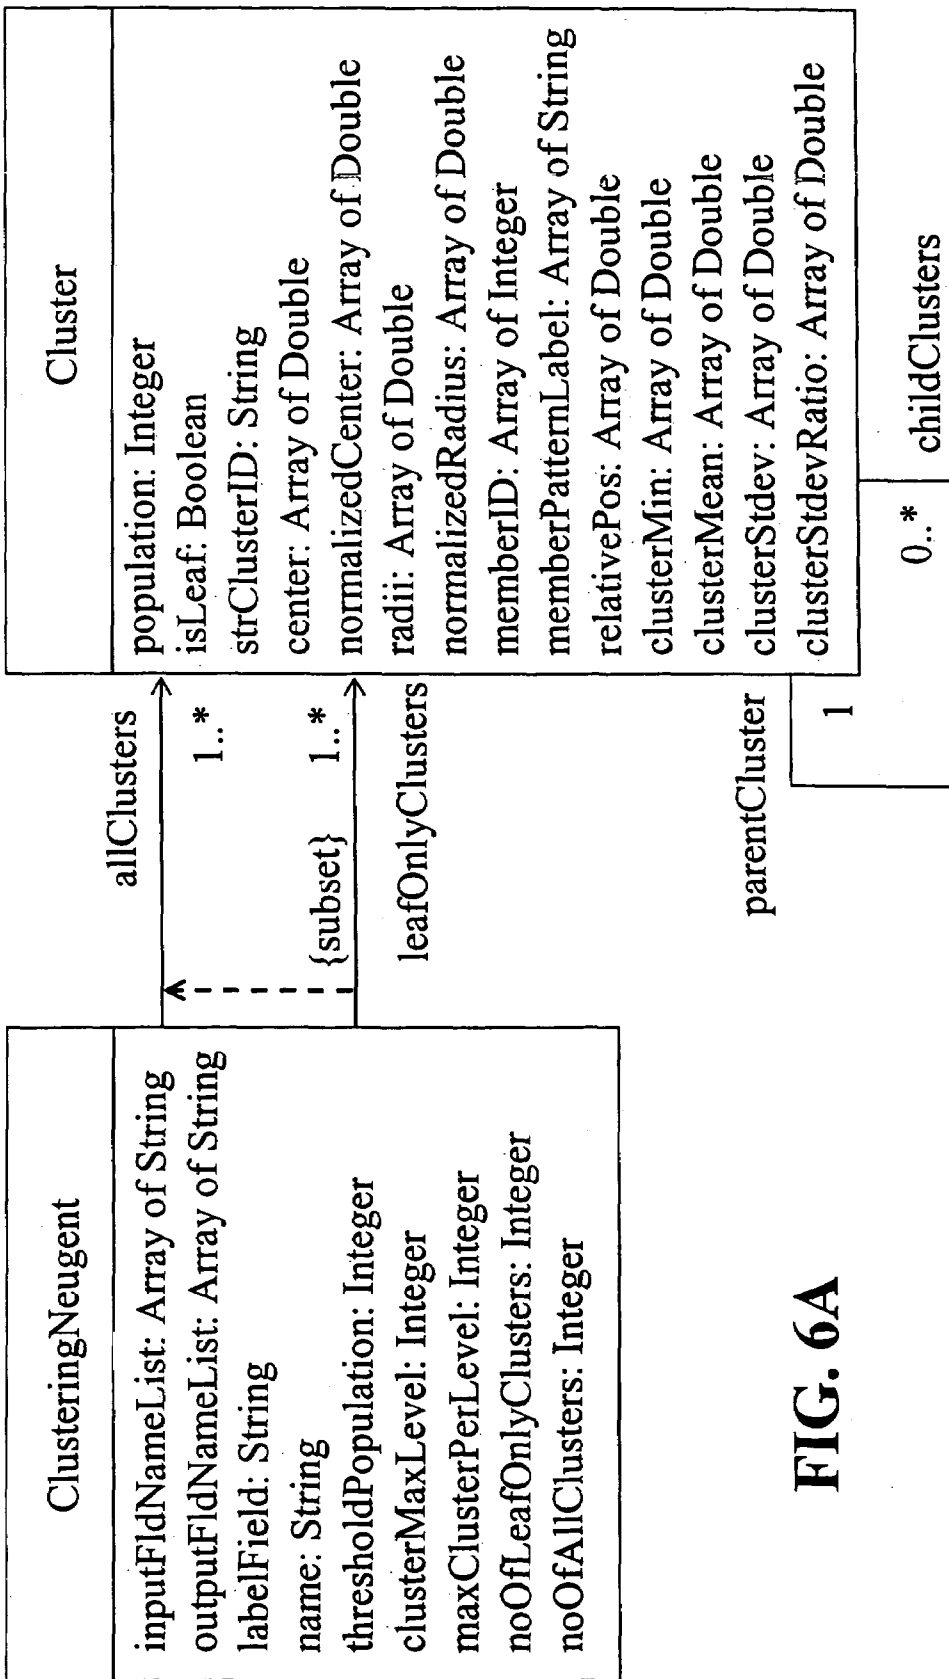 ClusteringNeugent
inputFldNameList: Array of String
outputFldNameList: Array of String
labelField: String
name: String
thresholdPopulation: Integer
clusterMaxLevel: Integer
maxClusterPerLevel: Integer
noOfLeafOnlyClusters: Integer
noOfAllClusters: Integer
allClusters
1..*
{subset}
1..*
leafOnlyClusters
Cluster
population: Integer
isLeaf: Boolean
strClusterID: String
center: Array of Double
normalizedCenter: Array of Double
radii: Array of Double
normalizedRadius: Array of Double
memberID: Array of Integer
memberPatternLabel: Array of String
relativePos: Array of Double
clusterMin: Array of Double
clusterMean: Array of Double
clusterStdev: Array of Double
clusterStdevRatio: Array of Double
parentCluster
1
0..*
childClusters
FIG. 6A